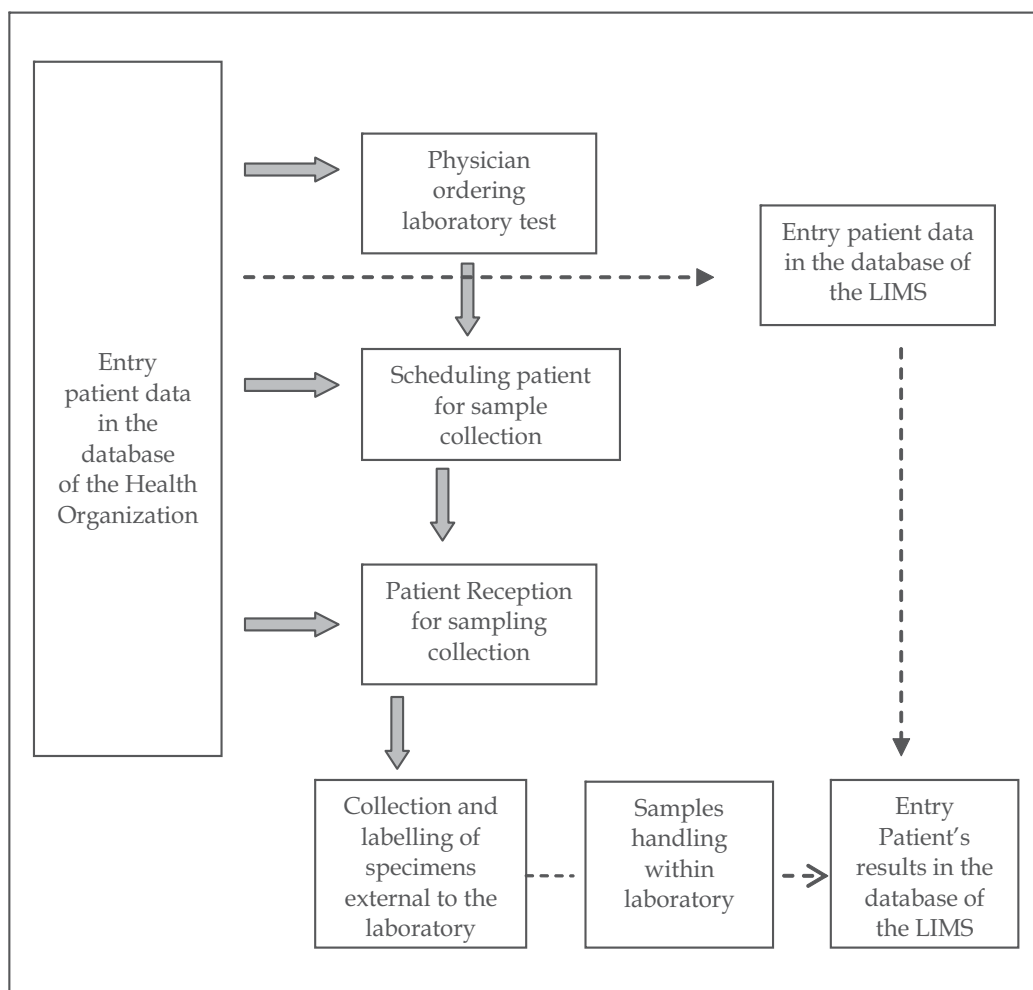 Entry
patient data
in the
database
of the Health
Organization
Physician
ordering
laboratory test
Entry patient data
in the database of
the LIMS
Scheduling patient
for sample
collection
Patient Reception
for sampling
collection
Collection and
labelling of
specimens
external to the
laboratory
Samples
handling
within
laboratory
Entry
Patient’s
results in the
database of
the LIMS